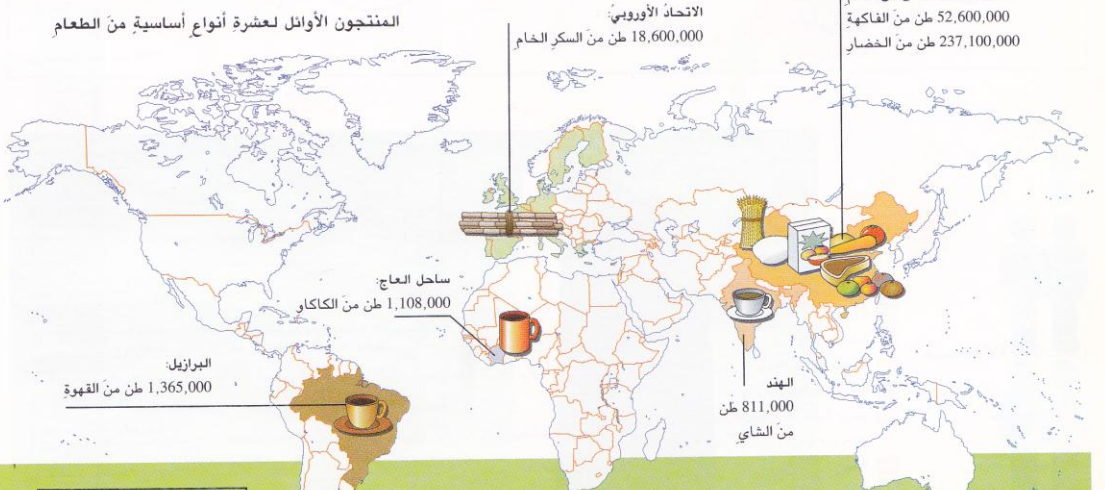 المنتجون الأوائل لعشرةِ أنواعٍ أساسيةٍ منَ الطعامِ
الاتحادُ الأوروبيُ:
18,600,000 طن منَ السكرِ الخامِ
52,600,000 طن منَ الفاكهةِ
237,100,000 طن منَ الخضارِ
ساحل العاج:
1,108,000 طن منَ الكاكاو
البرازيل:
1,365,000 طن منَ القهوةِ
الهند
811,000 طن
منَ الشايِ